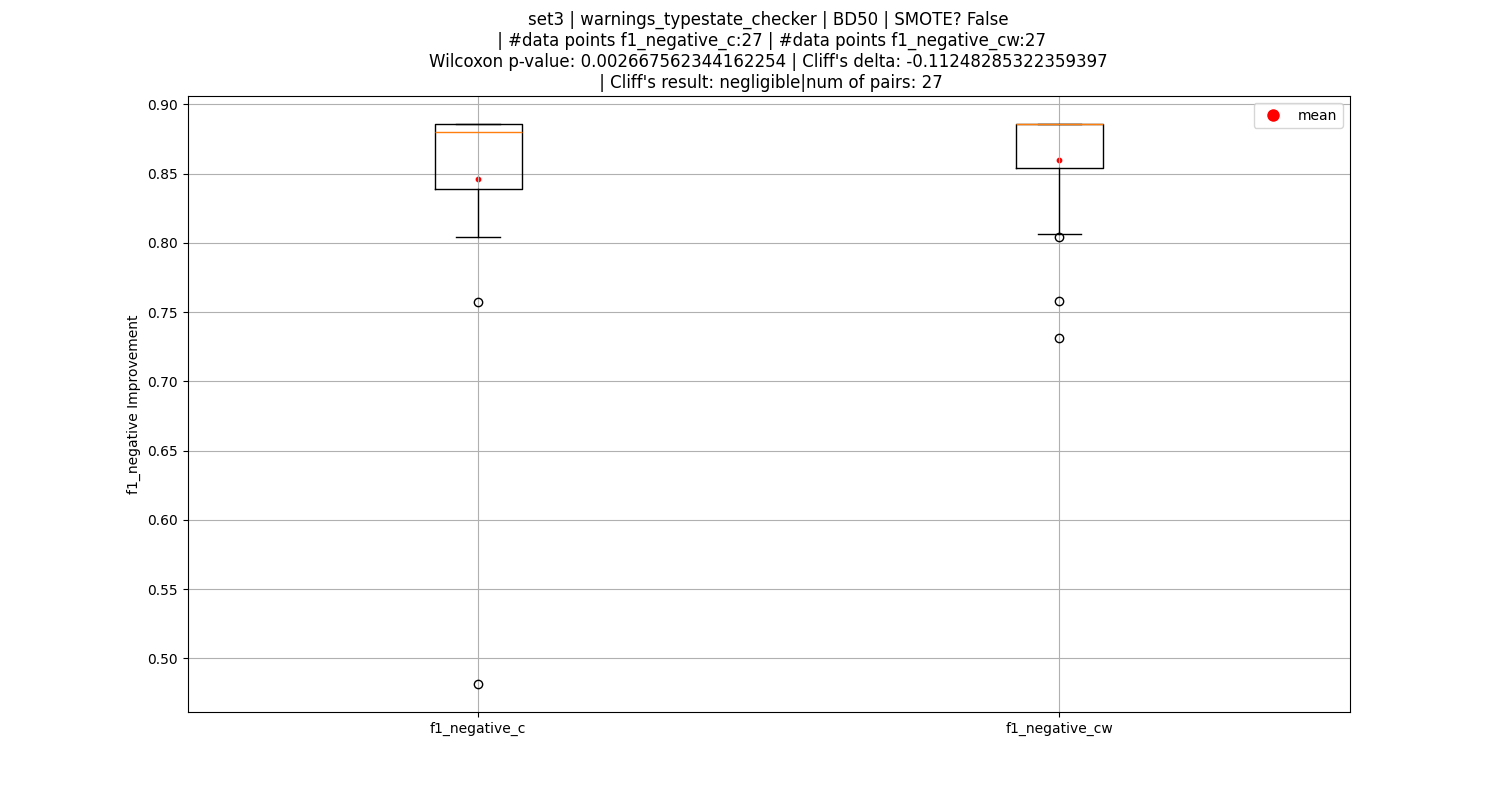 set3 | warnings_typestate_checker | BD50 | SMOTE? False
| #data points f1_negative_c:27 | #data points f1_negative_cw:27
Wilcoxon p-value: 0.002667562344162254 | Cliff's delta: -0.11248285322359397
| Cliff's result: negligible|num of pairs: 27
mean
0.90
0.85
0.80
0.75
0.70
0.65
0.60
0.55
0.50
f1_negative Improvement
f1_negative_c
f1_negative_cw